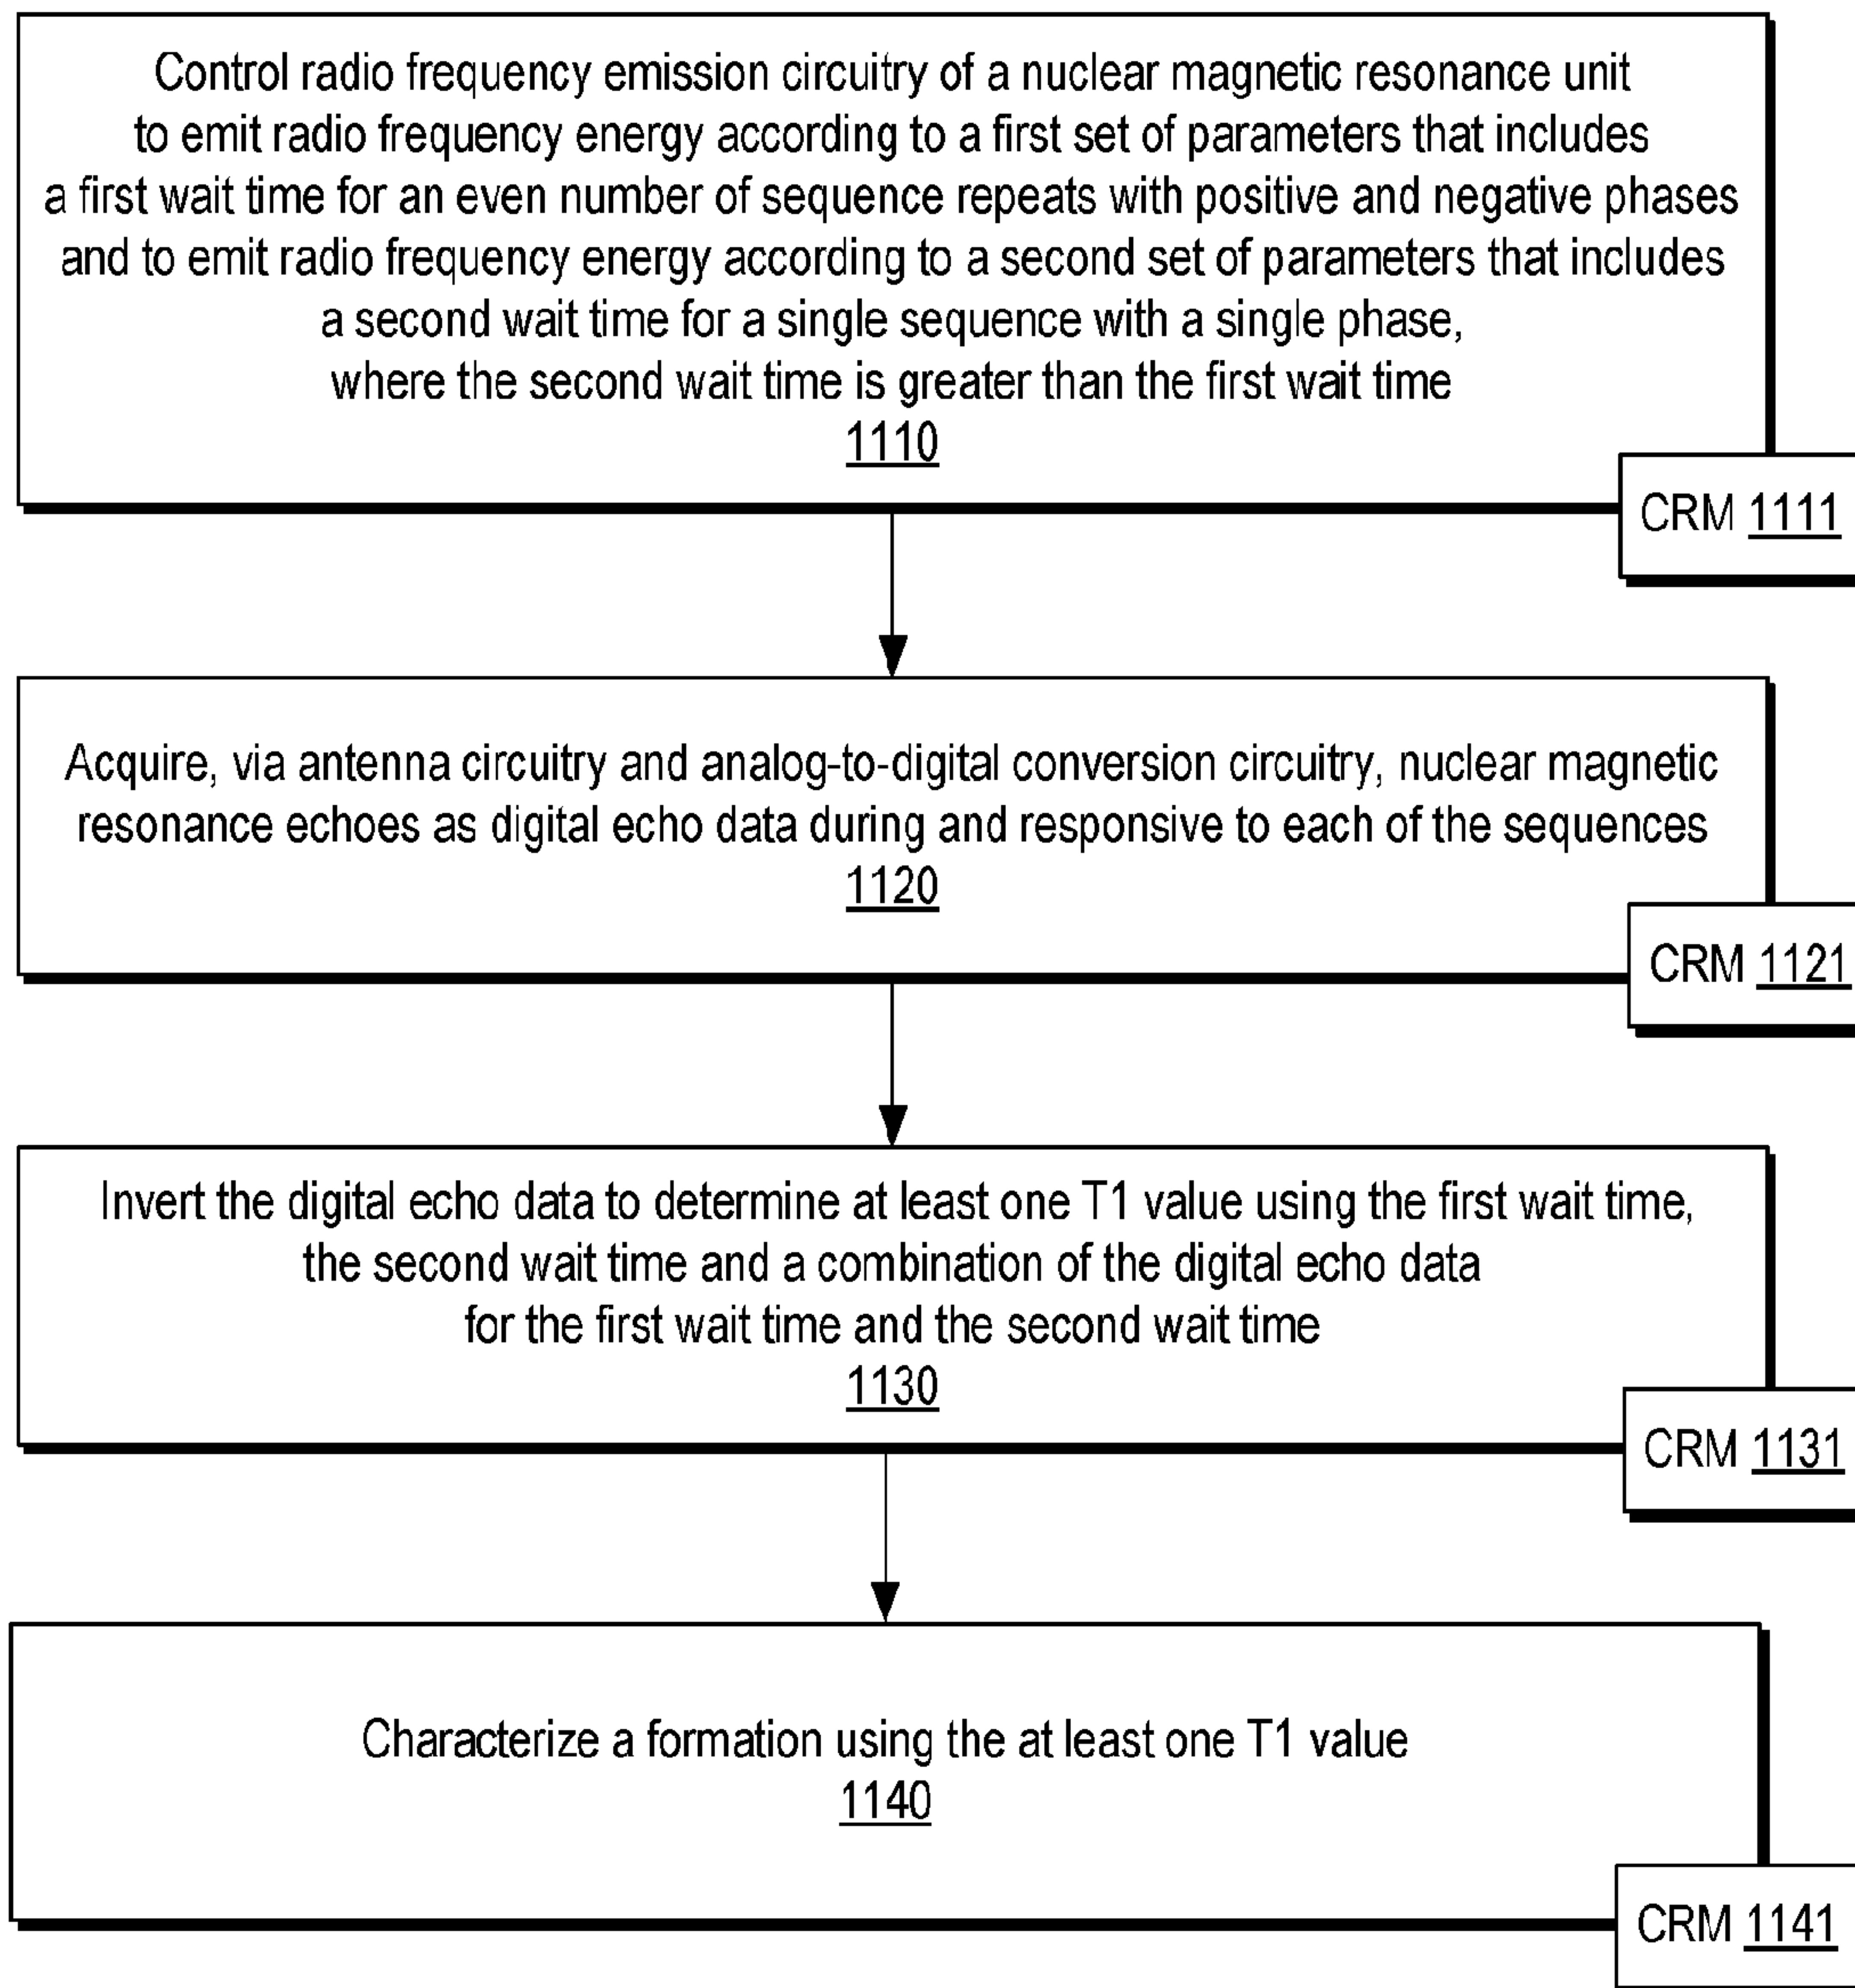 Control radio frequency emission circuitry of a nuclear magnetic resonance unit
to emit radio frequency energy according to a first set of parameters that includes
a first wait time for an even number of sequence repeats with positive and negative phases
and to emit radio frequency energy according to a second set of parameters that includes
a second wait time for a single sequence with a single phase,
where the second wait time is greater than the first wait time
1110
CRM 1111
Acquire, via antenna circuitry and analog-to-digital conversion circuitry, nuclear magnetic
resonance echoes as digital echo data during and responsive to each of the sequences
1120
CRM 1121
Invert the digital echo data to determine at least one T1 value using the first wait time,
the second wait time and a combination of the digital echo data
for the first wait time and the second wait time
1130
CRM 1131
Characterize a formation using the at least one T1 value
1140
CRM 1141